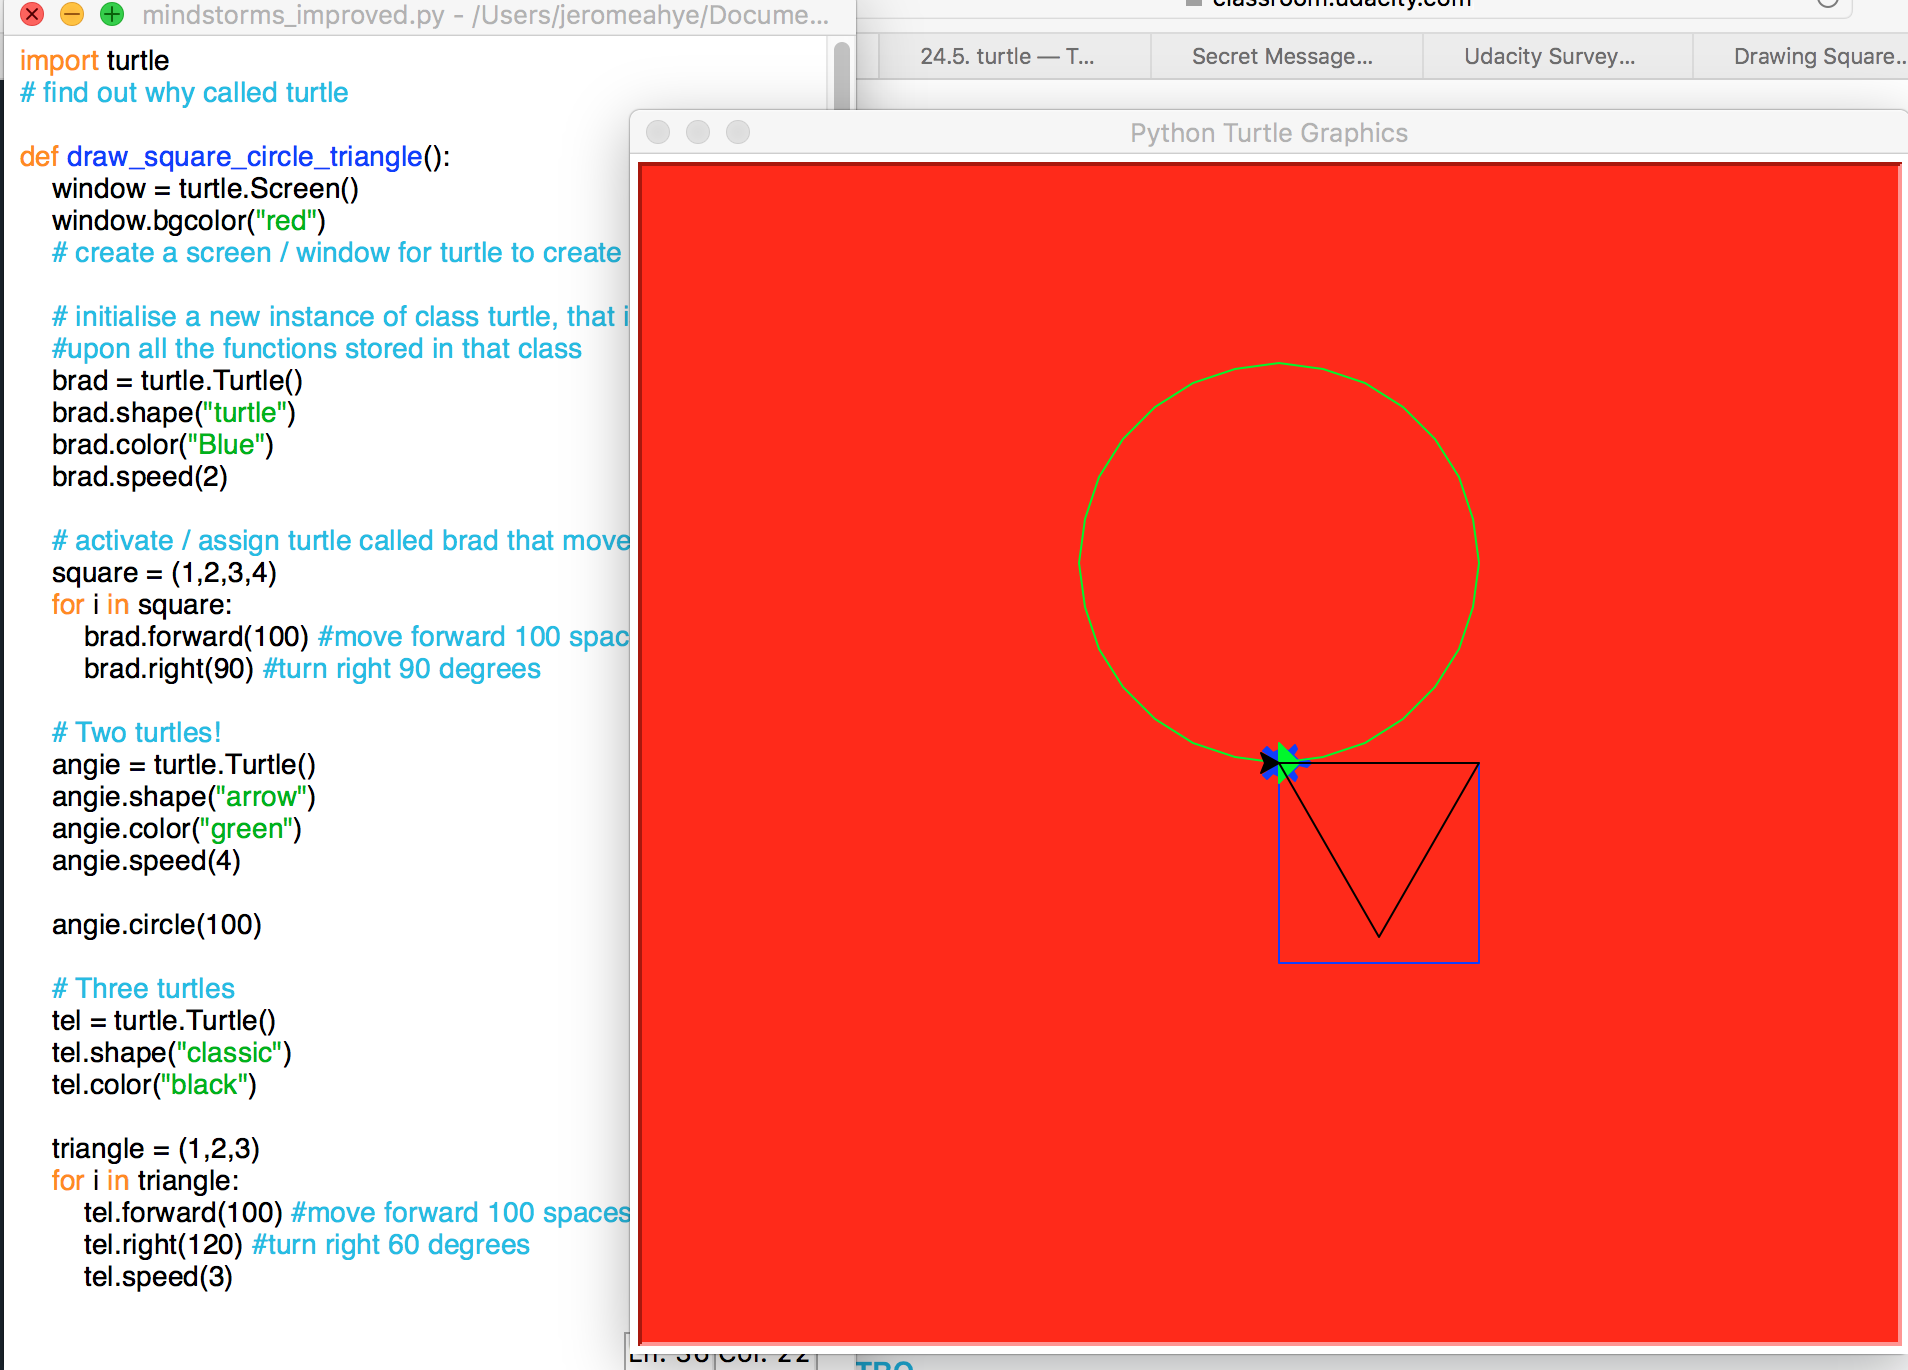 mindstorms_improved.py - /Users/jeromeahye/Docume...
classroom.udacity.com
24.5. turtle — T...
Secret Message...
Udacity Survey...
Drawing Square...
Python Turtle Graphics
import turtle
# find out why called turtle
def draw_square_circle_triangle():
window = turtle.Screen()
window.bgcolor("red")
# create a screen / window for turtle to create
# initialise a new instance of class turtle, that
#upon all the functions stored in that class
brad = turtle.Turtle()
brad.shape("turtle")
brad.color("Blue")
brad.speed(2)
# activate / assign turtle called brad that move
square = (1,2,3,4)
for i in square:
brad.forward(100) #move forward 100 spac
brad.right(90) #turn right 90 degrees
# Two turtles!
angie = turtle.Turtle()
angie.shape("arrow")
angie.color("green")
angie.speed(4)
angie.circle(100)
# Three turtles
tel = turtle.Turtle()
tel.shape("classic")
tel.color("black")
triangle = (1,2,3)
for i in triangle:
tel.forward(100) #move forward 100 spaces
tel.right(120) #turn right 60 degrees
tel.speed(3)
Ln: 36 Col: 22